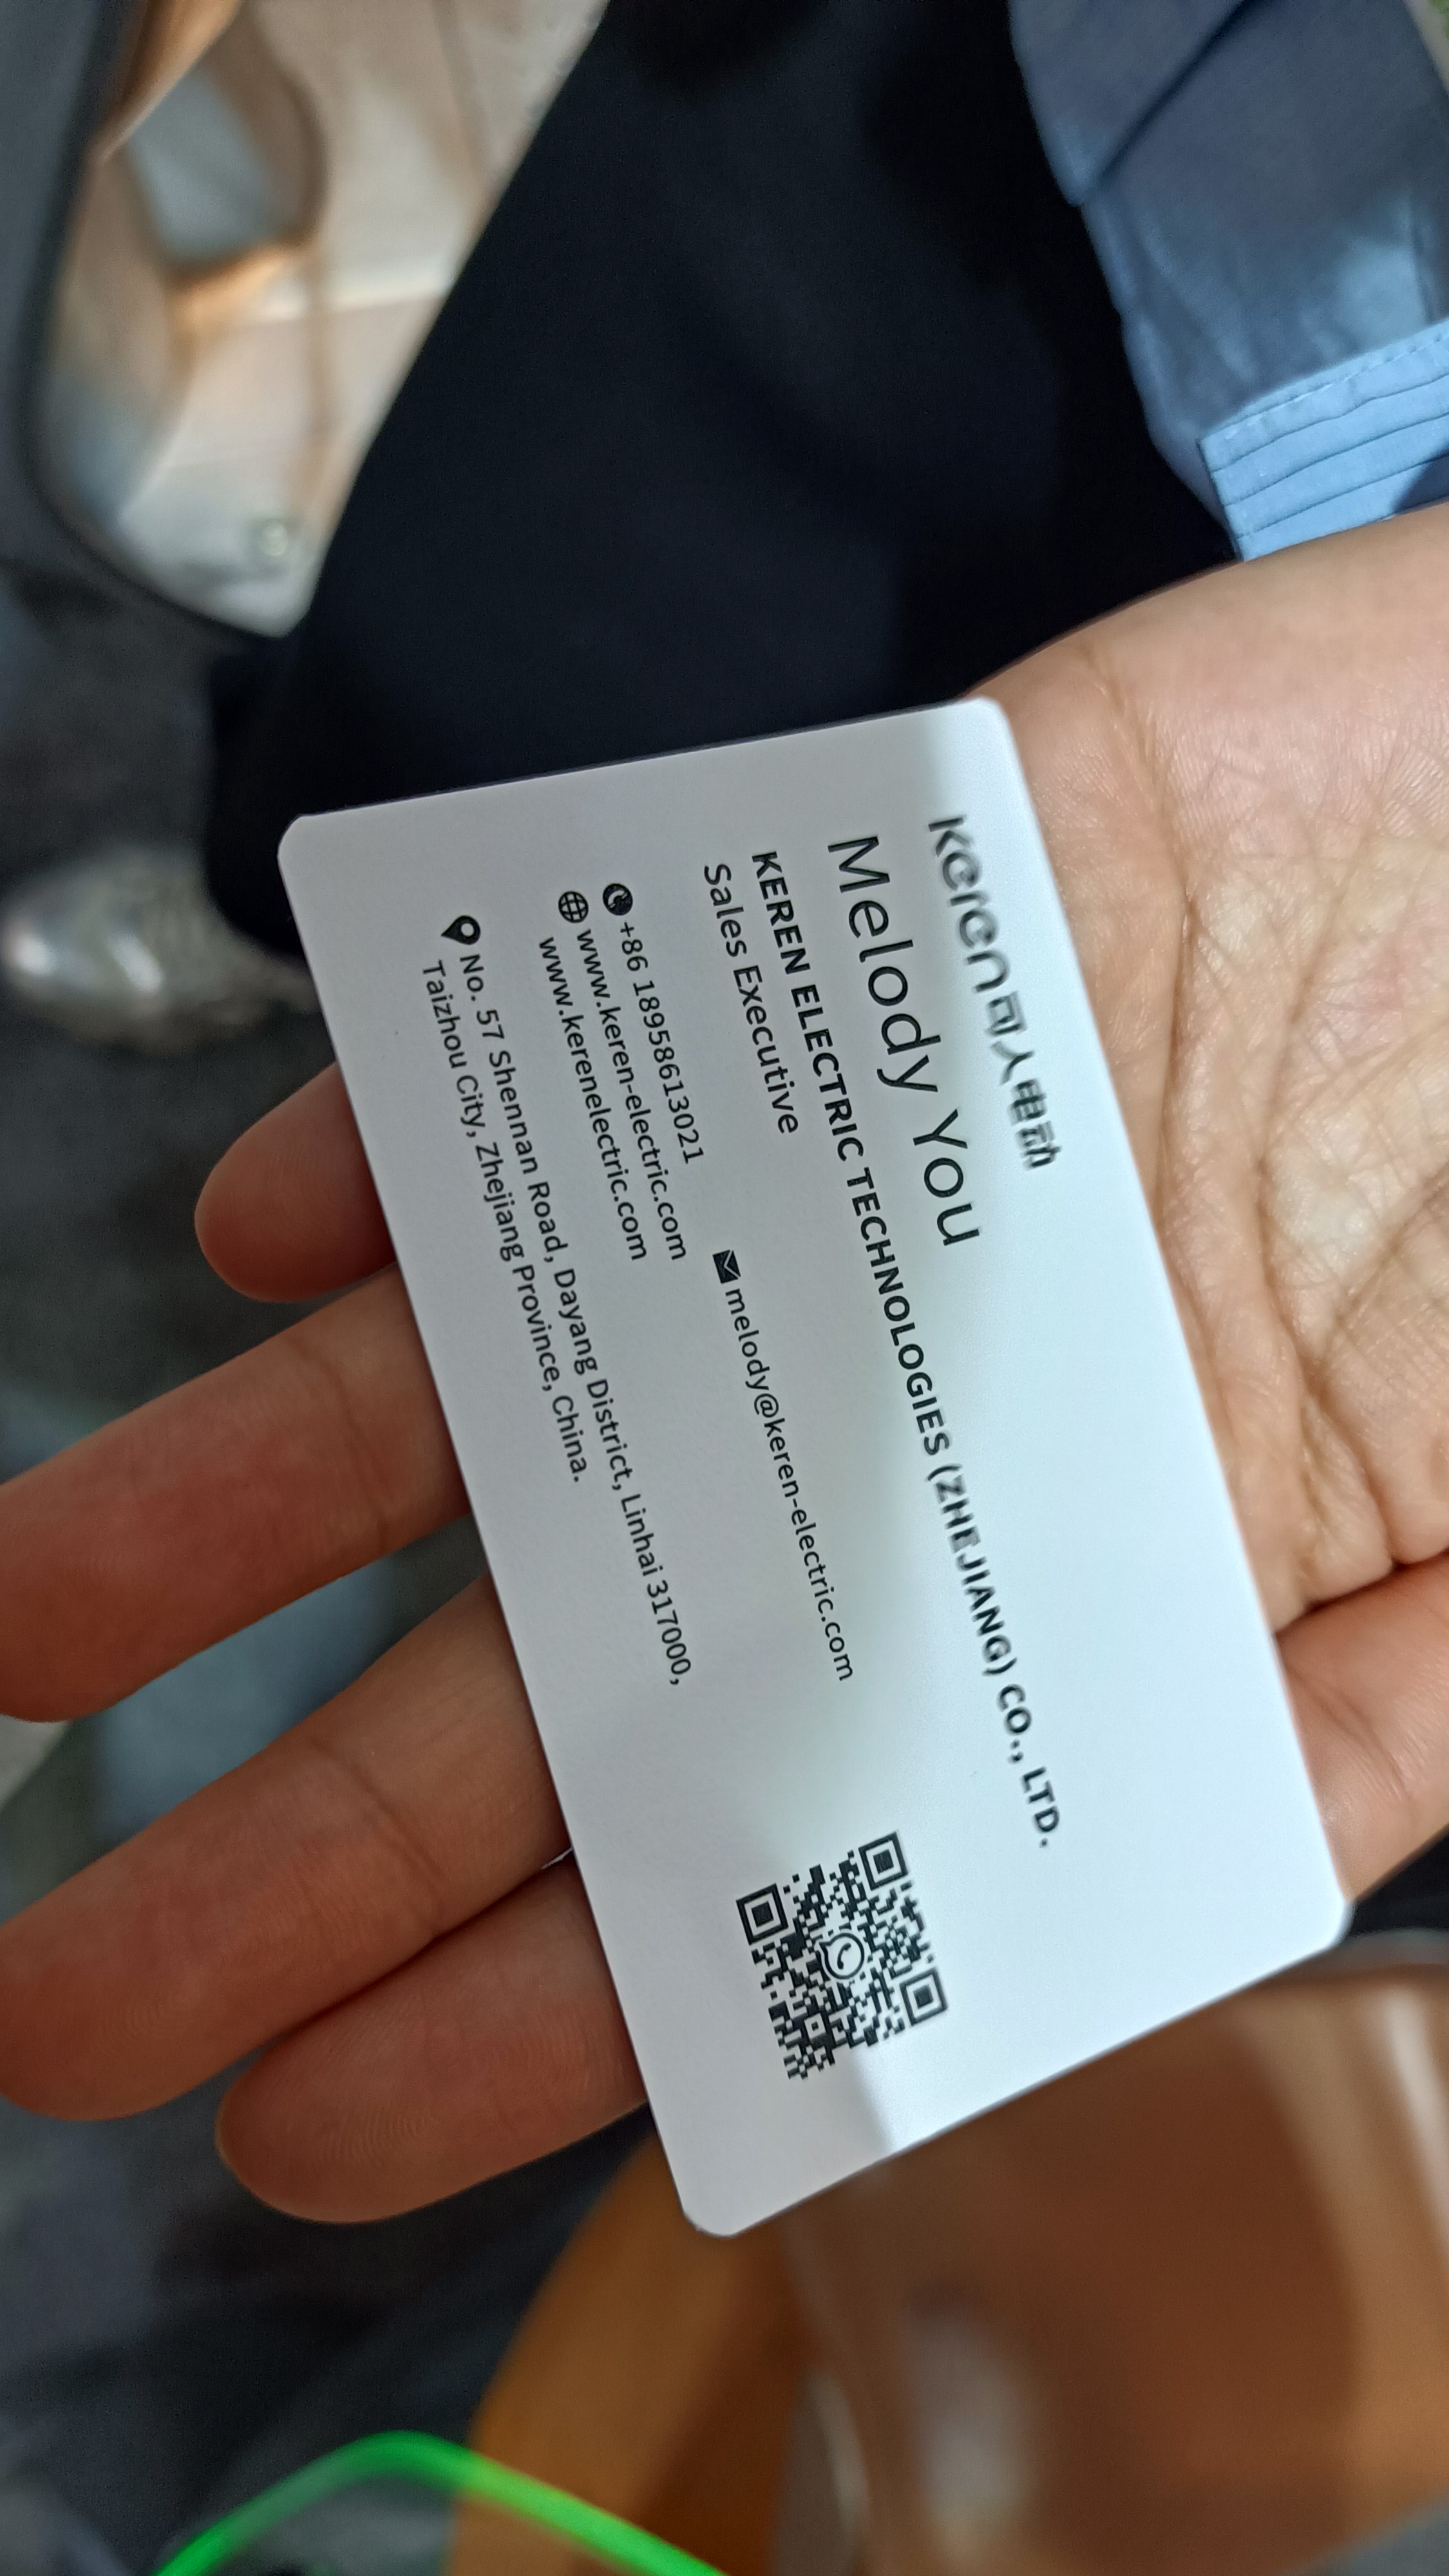 keren可人电动
Melody You
KEREN ELECTRIC TECHNOLOGIES (ZHEJIANG) CO., LTD.
Sales Executive
+86 18958613021
melody@keren-electric.com
www.keren-electric.com
www.kerenelectric.com
No. 57 Shennan Road, Dayang District, Linhai 317000,
Taizhou City, Zhejiang Province, China.